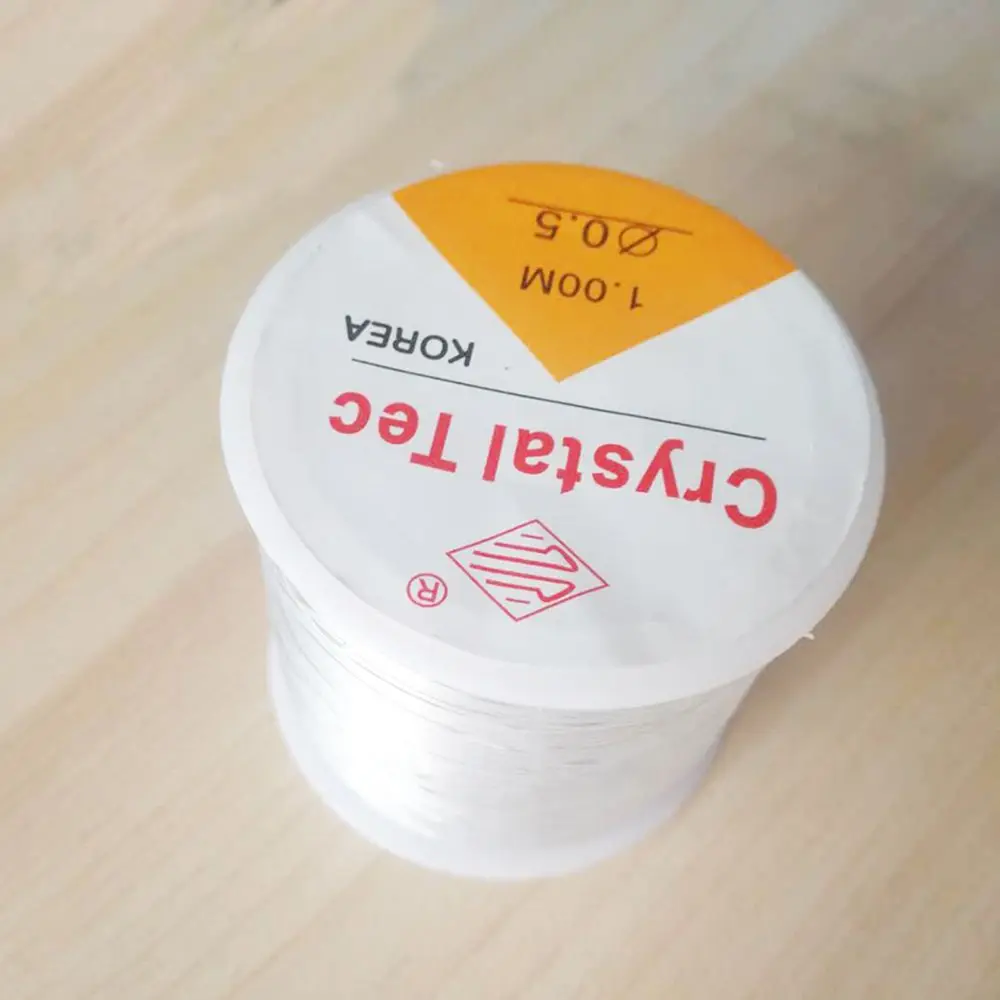 ®
Crystal Tec
KOREA
1.00M
Ø0.5